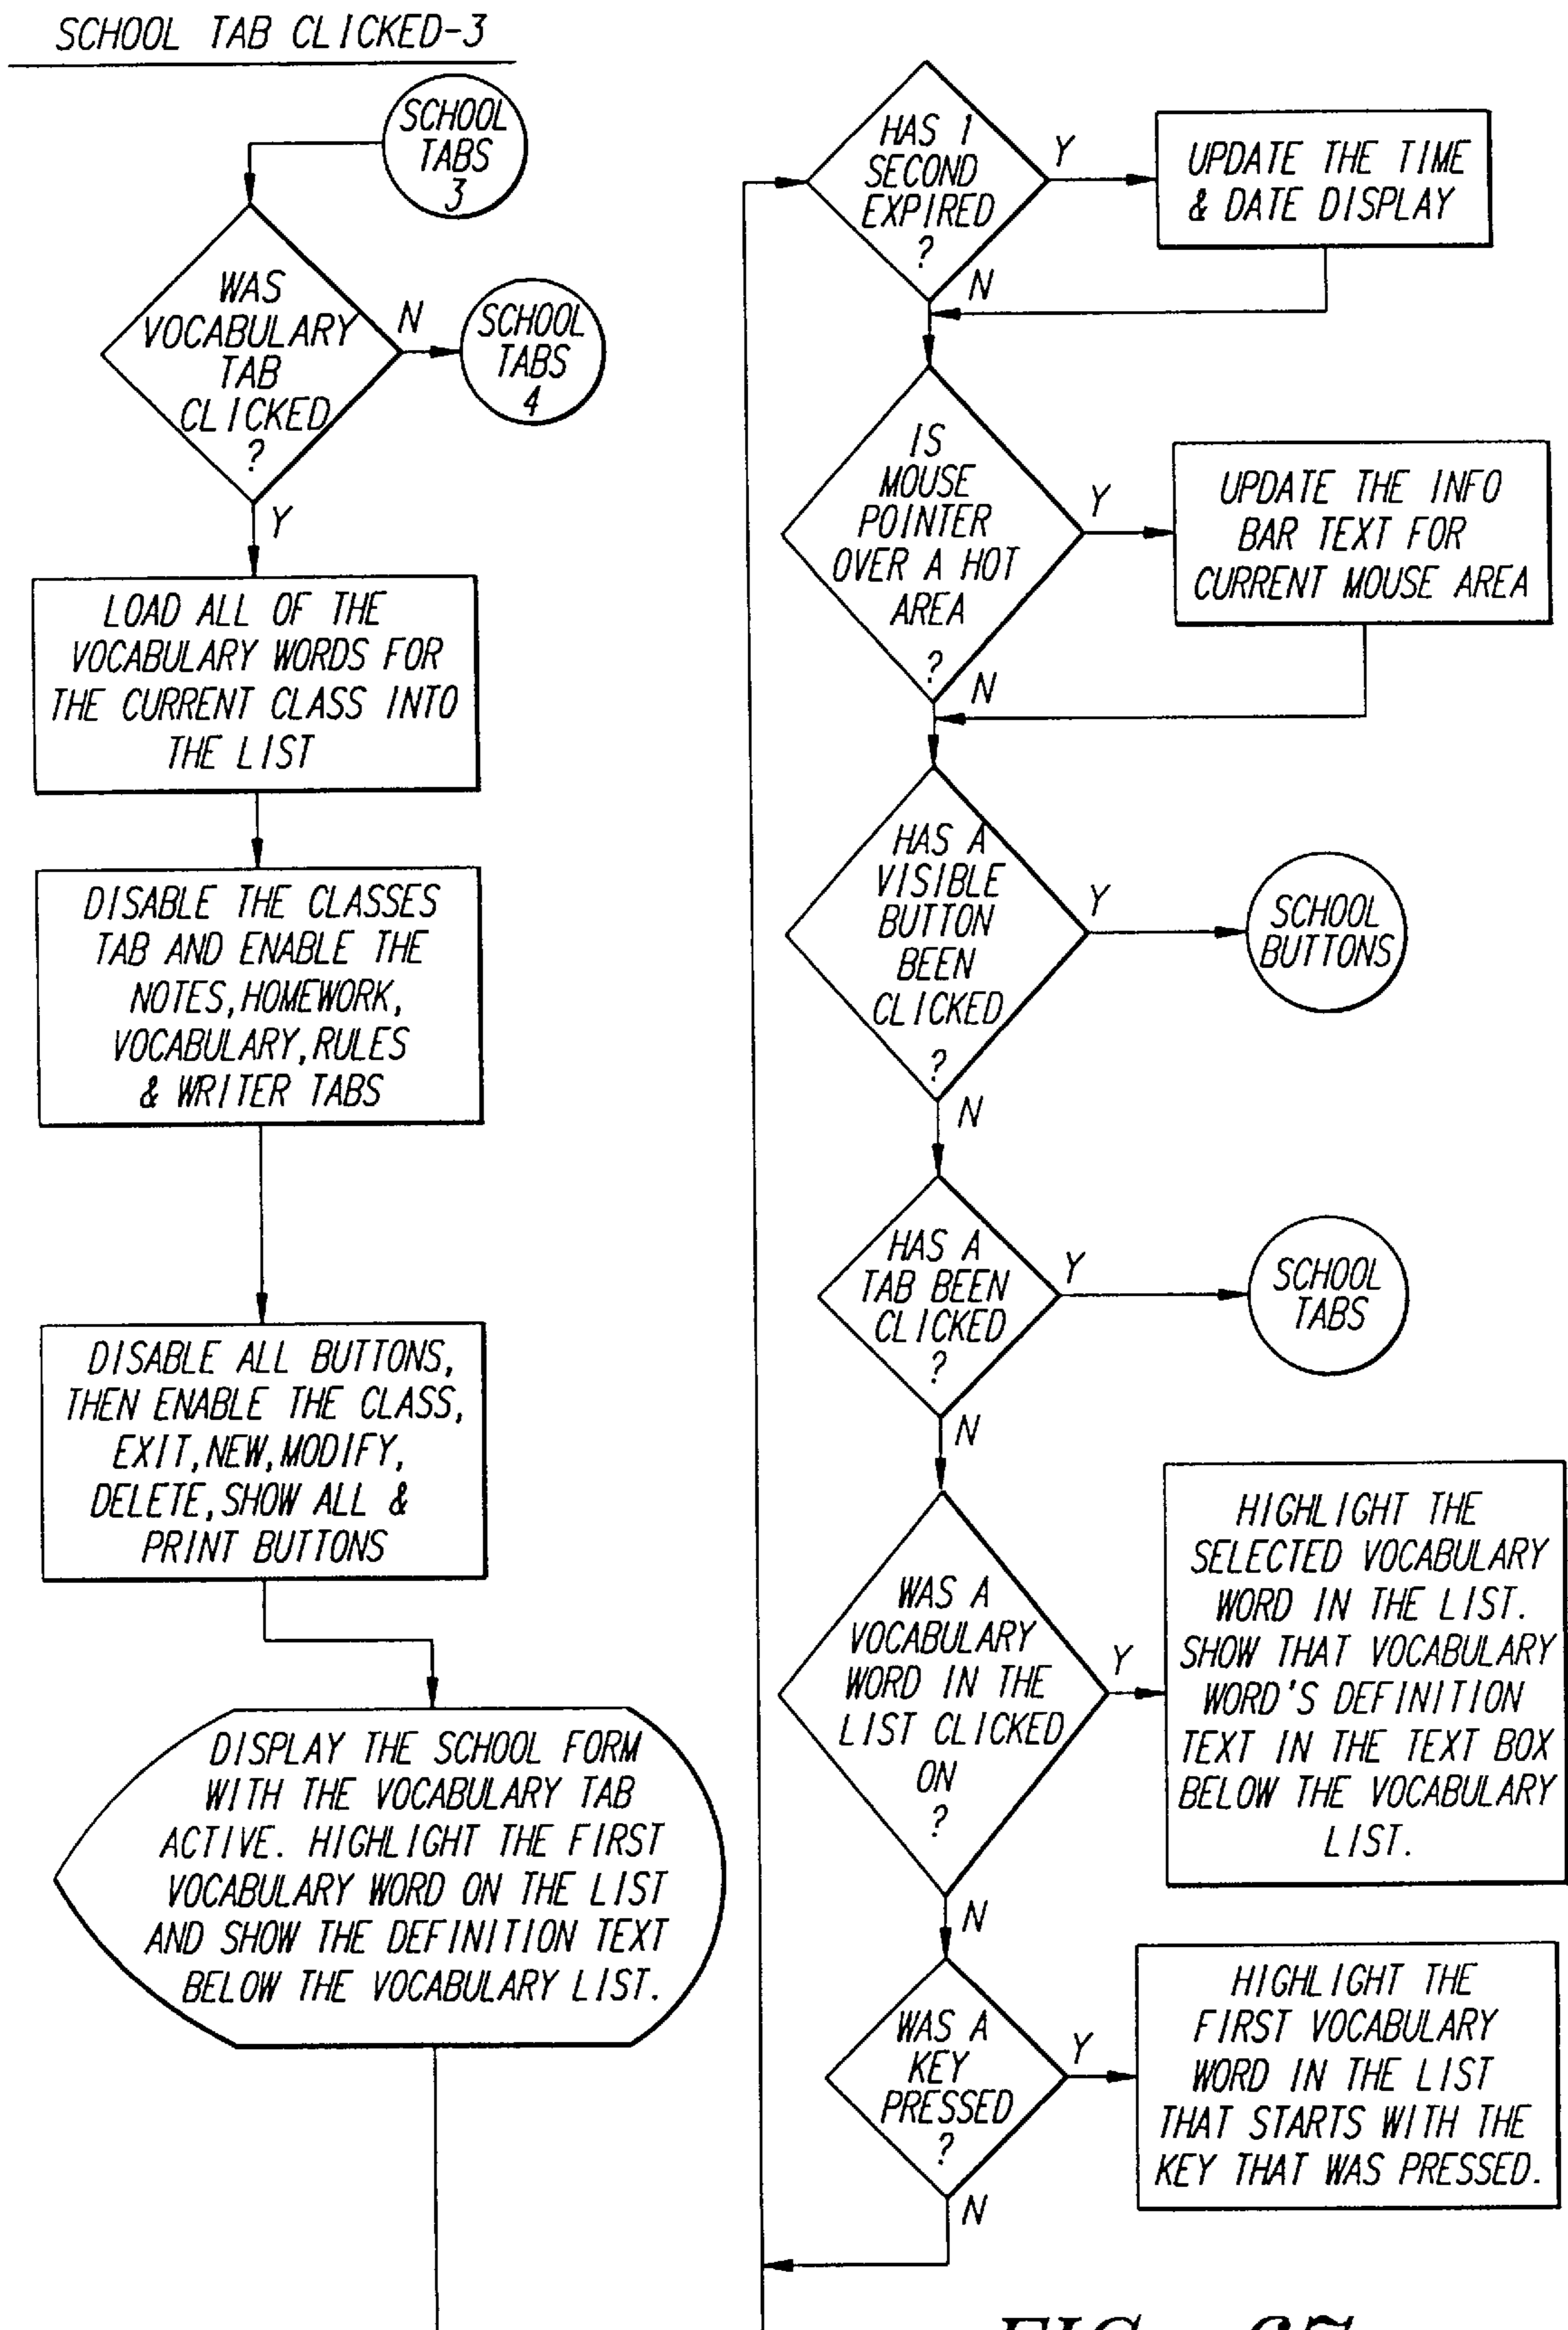 SCHOOL TAB CLICKED-3
SCHOOL
TABS
3
WAS
VOCABULARY
TAB
CLICKED
?
N
SCHOOL
TABS
4
Y
LOAD ALL OF THE
VOCABULARY WORDS FOR
THE CURRENT CLASS INTO
THE LIST
DISABLE THE CLASSES
TAB AND ENABLE THE
NOTES, HOMEWORK,
VOCABULARY, RULES
& WRITER TABS
DISABLE ALL BUTTONS,
THEN ENABLE THE CLASS,
EXIT, NEW, MODIFY,
DELETE, SHOW ALL &
PRINT BUTTONS
DISPLAY THE SCHOOL FORM
WITH THE VOCABULARY TAB
ACTIVE. HIGHLIGHT THE FIRST
VOCABULARY WORD ON THE LIST
AND SHOW THE DEFINITION TEXT
BELOW THE VOCABULARY LIST.
HAS 1
SECOND
EXPIRED
?
Y
UPDATE THE TIME
& DATE DISPLAY
N
IS
MOUSE
POINTER
OVER A HOT
AREA
?
Y
UPDATE THE INFO
BAR TEXT FOR
CURRENT MOUSE AREA
N
HAS A
VISIBLE
BUTTON
BEEN
CLICKED
?
Y
SCHOOL
BUTTONS
N
HAS A
TAB BEEN
CLICKED
?
Y
SCHOOL
TABS
N
WAS A
VOCABULARY
WORD IN THE
LIST CLICKED
ON
?
Y
HIGHLIGHT THE
SELECTED VOCABULARY
WORD IN THE LIST.
SHOW THAT VOCABULARY
WORD'S DEFINITION
TEXT IN THE TEXT BOX
BELOW THE VOCABULARY
LIST.
N
WAS A
KEY
PRESSED
?
Y
HIGHLIGHT THE
FIRST VOCABULARY
WORD IN THE LIST
THAT STARTS WITH THE
KEY THAT WAS PRESSED.
N